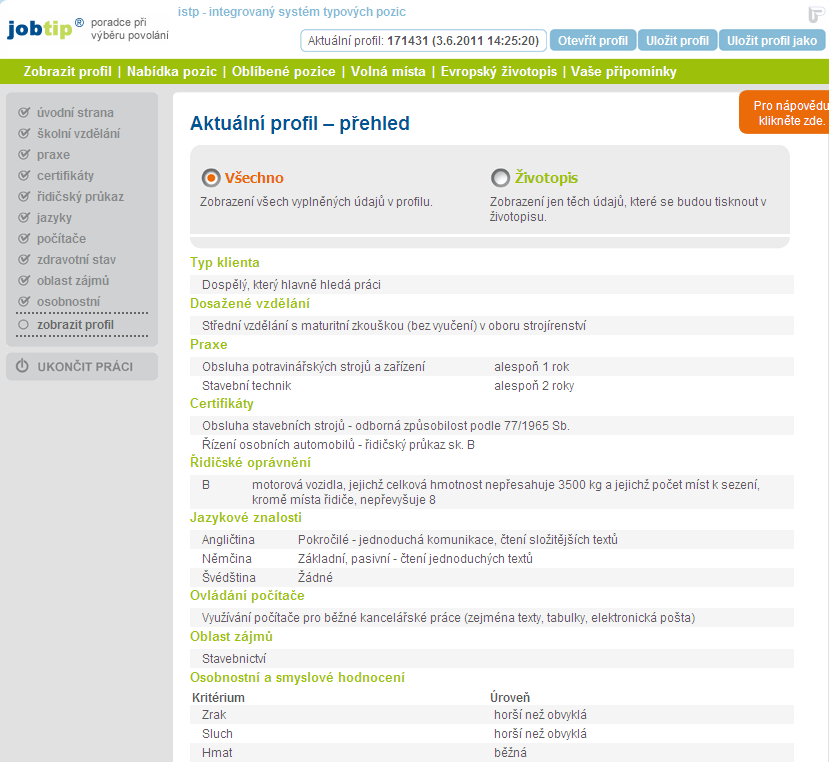 istp - integrovaný systém typových pozic
jobtip® poradce při
výběru povolání
Aktuální profil: 171431 (3.6.2011 14:25:20)
Otevřít profil
Uložit profil
Uložit profil jako
Zobrazit profil | Nabídka pozic | Oblíbené pozice | Volná místa | Evropský životopis | Vaše připomínky
úvodní strana
školní vzdělání
praxe
certifikáty
řidičský průkaz
jazyky
počítače
zdravotní stav
oblast zájmů
osobnostní
zobrazit profil
UKONČIT PRÁCI
Pro nápovědu
klikněte zde.
Aktuální profil – přehled
Všechno
Zobrazení všech vyplněných údajů v profilu.
Životopis
Zobrazení jen těch údajů, které se budou tisknout v
životopisu.
Typ klienta
Dospělý, který hlavně hledá práci
Dosažené vzdělání
Střední vzdělání s maturitní zkouškou (bez vyučení) v oboru strojírenství
Praxe
Obsluha potravinářských strojů a zařízení alespoň 1 rok
Stavební technik alespoň 2 roky
Certifikáty
Obsluha stavebních strojů - odborná způsobilost podle 77/1965 Sb.
Řízení osobních automobilů - řidičský průkaz sk. B
Řidičské oprávnění
B motorová vozidla, jejichž celková hmotnost nepřesahuje 3500 kg a jejichž počet míst k sezení,
kromě místa řidiče, nepřevyšuje 8
Jazykové znalosti
Angličtina Pokročilé - jednoduchá komunikace, čtení složitějších textů
Němčina Základní, pasivní - čtení jednoduchých textů
Švédština Žádné
Ovládání počítače
Využívání počítače pro běžné kancelářské práce (zejména texty, tabulky, elektronická pošta)
Oblast zájmů
Stavebnictví
Osobnostní a smyslové hodnocení
Kritérium Úroveň
Zrak horší než obvyklá
Sluch horší než obvyklá
Hmat běžná